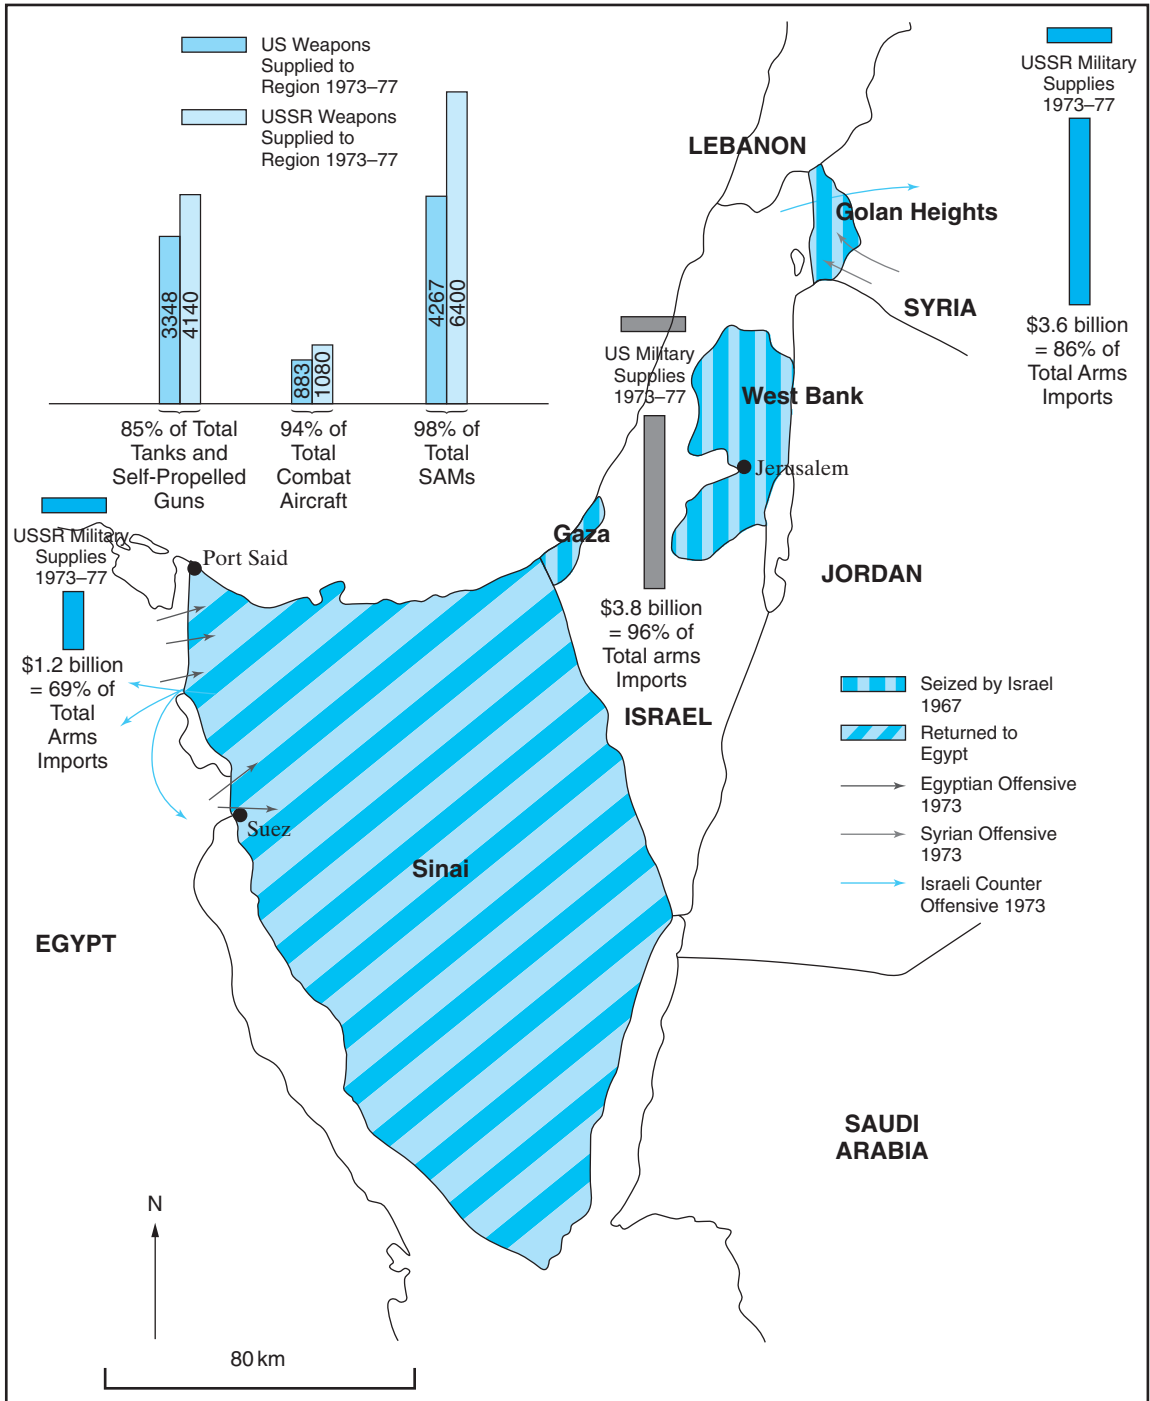 US Weapons
Supplied to
Region 1973–77
USSR Weapons
Supplied to
Region 1973–77
3348
4140
883
1080
4267
6400
85% of Total
Tanks and
Self-Propelled
Guns
94% of
Total
Combat
Aircraft
98% of
Total
SAMs
USSR Military
Supplies
1973–77
$3.6 billion
= 86% of
Total Arms
Imports
LEBANON
Golan Heights
SYRIA
US Military
Supplies
1973–77
$3.8 billion
= 96% of
Total arms
Imports
West Bank
Jerusalem
Gaza
USSR Military
Supplies
1973–77
$1.2 billion
= 69% of
Total
Arms
Imports
Port Said
JORDAN
ISRAEL
Suez
Sinai
EGYPT
Seized by Israel
1967
Returned to
Egypt
Egyptian Offensive
1973
Syrian Offensive
1973
Israeli Counter
Offensive 1973
SAUDI
ARABIA
N
80 km